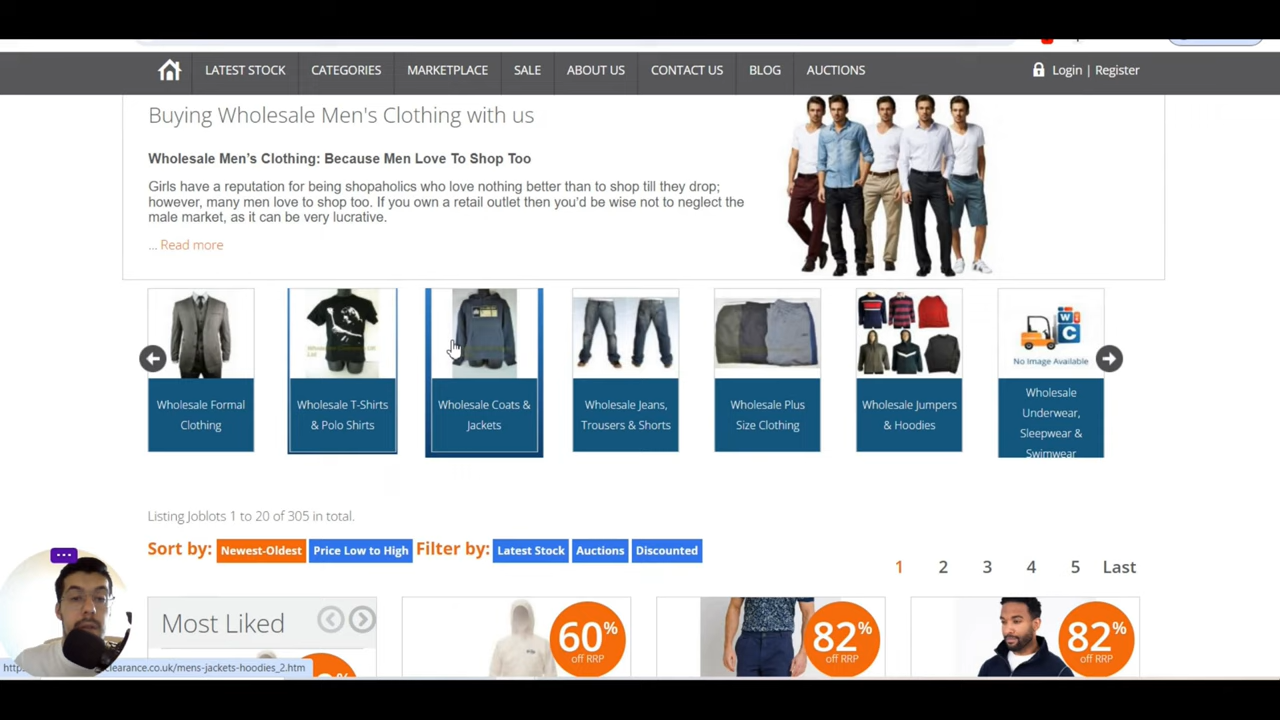 LATEST STOCK
CATEGORIES
MARKETPLACE
SALE
ABOUT US
CONTACT US
BLOG
AUCTIONS
Login | Register
Buying Wholesale Men's Clothing with us
Wholesale Men's Clothing: Because Men Love To Shop Too
Girls have a reputation for being shopaholics who love nothing better than to shop till they drop;
however, many men love to shop too. If you own a retail outlet then you'd be wise not to neglect the
male market, as it can be very lucrative.
... Read more
WC
No Image Available
Wholesale Formal
Clothing
Wholesale T-Shirts
& Polo Shirts
Wholesale Coats &
Jackets
Wholesale Jeans,
Trousers & Shorts
Wholesale Plus
Size Clothing
Wholesale Jumpers
& Hoodies
Wholesale
Underwear,
Sleepwear &
Swimwear
Listing Joblots 1 to 20 of 305 in total.
Sort by: Newest-Oldest Price Low to High Filter by: Latest Stock Auctions Discounted
1 2 3 4 5 Last
Most Liked
60%
off RRP
82%
off RRP
82%
off RRP
clearance.co.uk/mens-jackets-hoodies_2.htm